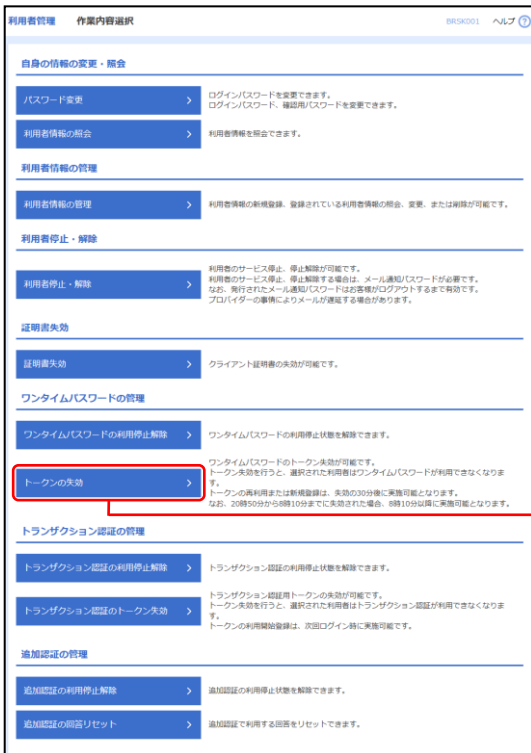 利用者管理 作業内容選択 BRSK001 ヘルプ ?
自身の情報の変更・照会
パスワード変更
ログインパスワードを変更できます。
ログインパスワード、確認用パスワードを変更できます。
利用者情報の照会
利用者情報を照会できます。
利用者情報の管理
利用者情報の管理
利用者情報の新規登録、登録されている利用者情報の照会、変更、または削除が可能です。
利用者停止・解除
利用者停止・解除
利用者のサービス停止、停止解除が可能です。
利用者のサービス停止、停止解除する場合は、メール通知パスワードが必要です。
なお、発行されたメール通知パスワードはお客様がログアウトするまで有効です。
プロバイダーの事情によりメールが遅延する場合があります。
証明書失効
証明書失効
クライアント証明書の失効が可能です。
ワンタイムパスワードの管理
ワンタイムパスワードの利用停止解除
ワンタイムパスワードの利用停止状態を解除できます。
トークンの失効
ワンタイムパスワードのトークン失効が可能です。
トークン失効を行うと、選択された利用者はワンタイムパスワードが利用できなくなりま
す。
トークンの再利用または新規登録は、失効の30分後に実施可能となります。
なお、20時50分から8時10分までに失効された場合、8時10分以降に実施可能となります。
トランザクション認証の管理
トランザクション認証の利用停止解除
トランザクション認証の利用停止状態を解除できます。
トランザクション認証のトークン失効
トランザクション認証用トークンの失効が可能です。
トークン失効を行うと、選択された利用者はトランザクション認証が利用できなくなりま
す。
トークンの利用開始登録は、次回ログイン時に実施可能です。
追加認証の管理
追加認証の利用停止解除
追加認証の利用停止状態を解除できます。
追加認証の回答リセット
追加認証で利用する回答をリセットできます。